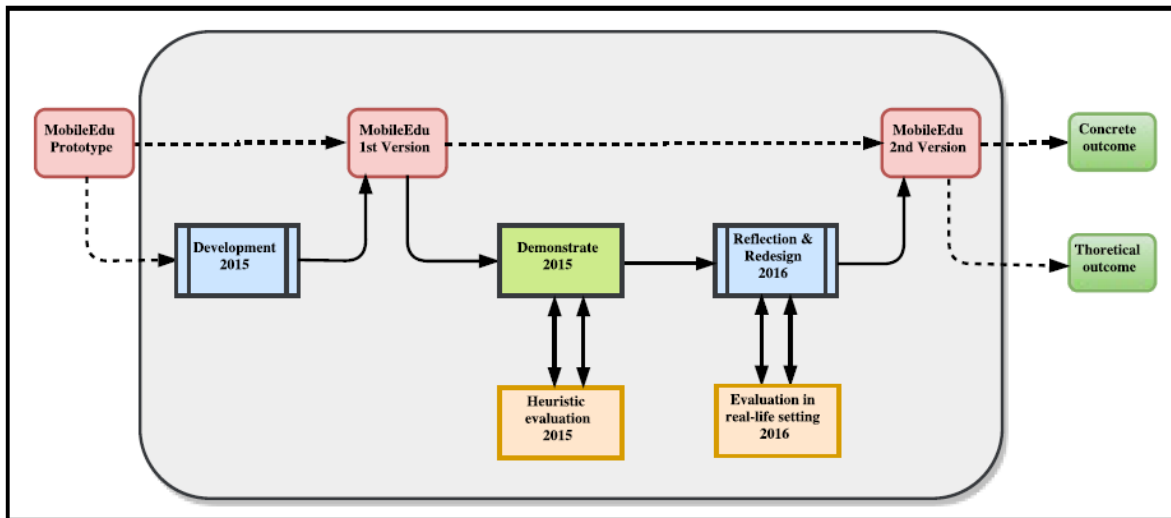 MobileEdu
Prototype
MobileEdu
1st Version
MobileEdu
2nd Version
Concrete
outcome
Development
2015
Demonstrate
2015
Reflection &
Redesign
2016
Thoretical
outcome
Heuristic
evaluation
2015
Evaluation in
real-life setting
2016